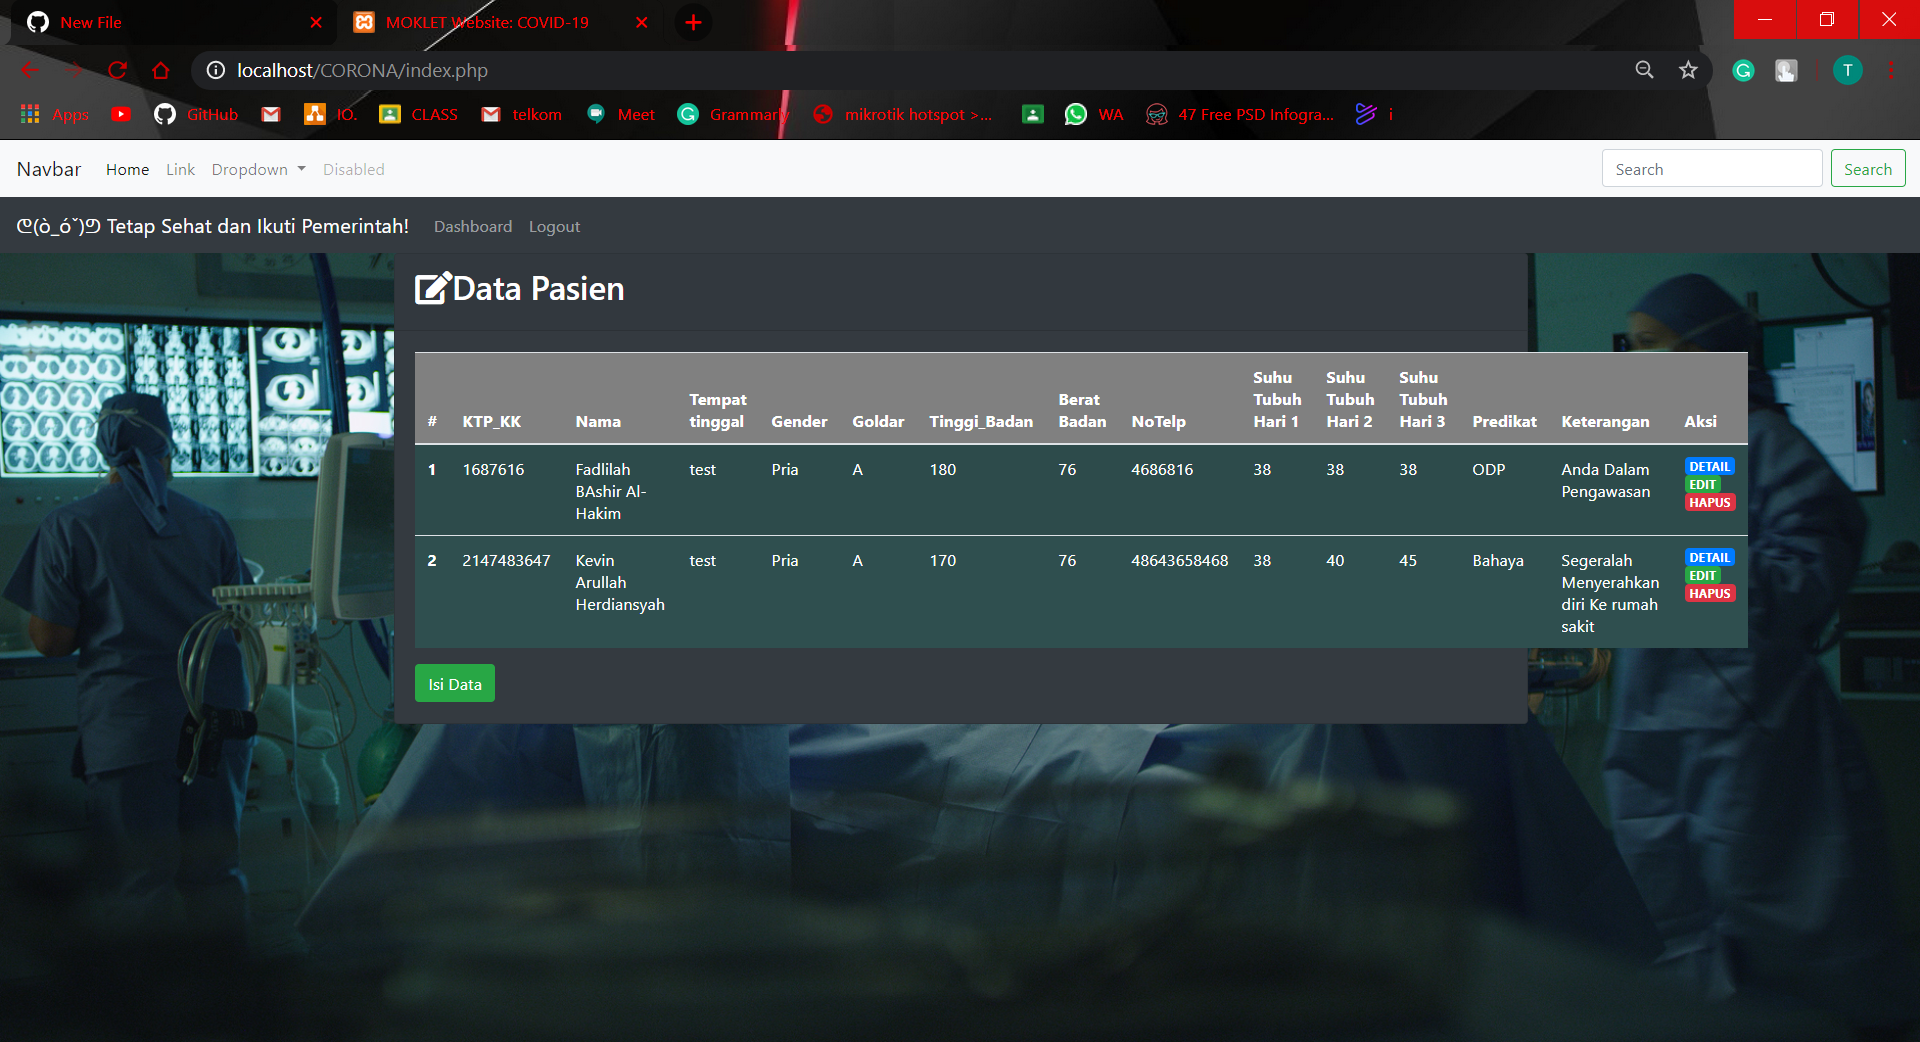 New File
MOKLET Website: COVID-19
localhost/CORONA/index.php
T
Apps
GitHub
IO.
CLASS
telkom
Meet
Grammarly
mikrotik hotspot >...
WA
47 Free PSD Infogra...
i
Navbar Home Link Dropdown Disabled
Search Search
ᕦ(ò_óˇ)ᕤ Tetap Sehat dan Ikuti Pemerintah! Dashboard Logout
Data Pasien
# KTP_KK Nama Tempat tinggal Gender Goldar Tinggi_Badan Berat Badan NoTelp Suhu Tubuh Hari 1 Suhu Tubuh Hari 2 Suhu Tubuh Hari 3 Predikat Keterangan Aksi
1 1687616 Fadlilah BAshir Al-Hakim test Pria A 180 76 4686816 38 38 38 ODP Anda Dalam Pengawasan DETAIL EDIT HAPUS
2 2147483647 Kevin Arullah Herdiansyah test Pria A 170 76 48643658468 38 40 45 Bahaya Segeralah Menyerahkan diri Ke rumah sakit DETAIL EDIT HAPUS
Isi Data